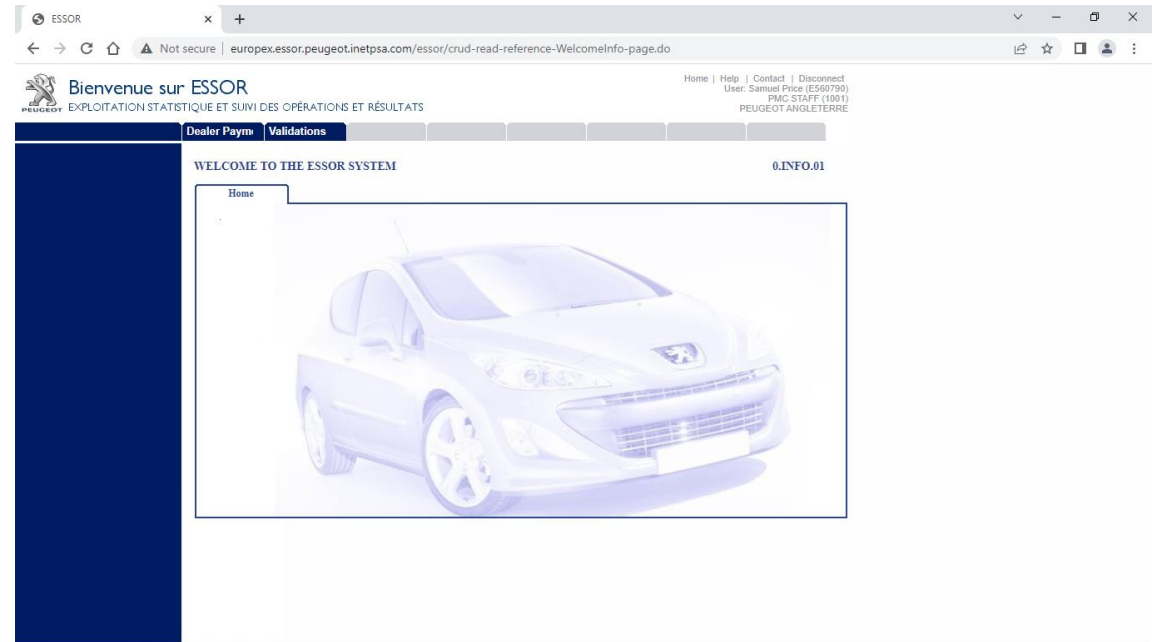 ESSOR
Not secure | europex.essor.peugeot.inetpsa.com/essor/crud-read-reference-WelcomeInfo-page.do
PEUGEOT
Bienvenue sur ESSOR
EXPLOITATION STATISTIQUE ET SUIVI DES OPÉRATIONS ET RÉSULTATS
Home | Help | Contact | Disconnect
User: Samuel Price (E560790)
PMC STAFF (1001)
PEUGEOT ANGLETERRE
Dealer Payme Validations
WELCOME TO THE ESSOR SYSTEM 0.INFO.01
Home